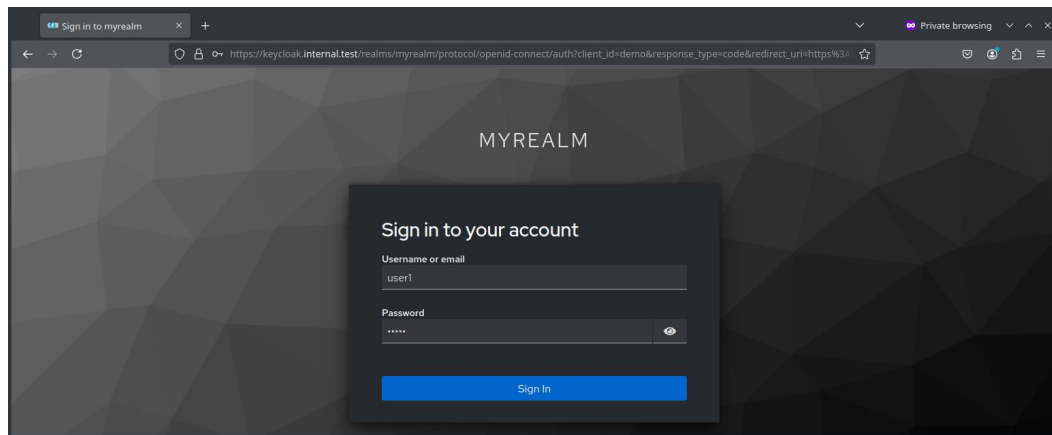 Sign in to myrealm
Private browsing
https://keycloak.internal.test/realms/myrealm/protocol/openid-connect/auth?client_id=demo&response_type=code&redirect_uri=https%3A
MYREALM
Sign in to your account
Username or email
user1
Password
•••••
Sign In